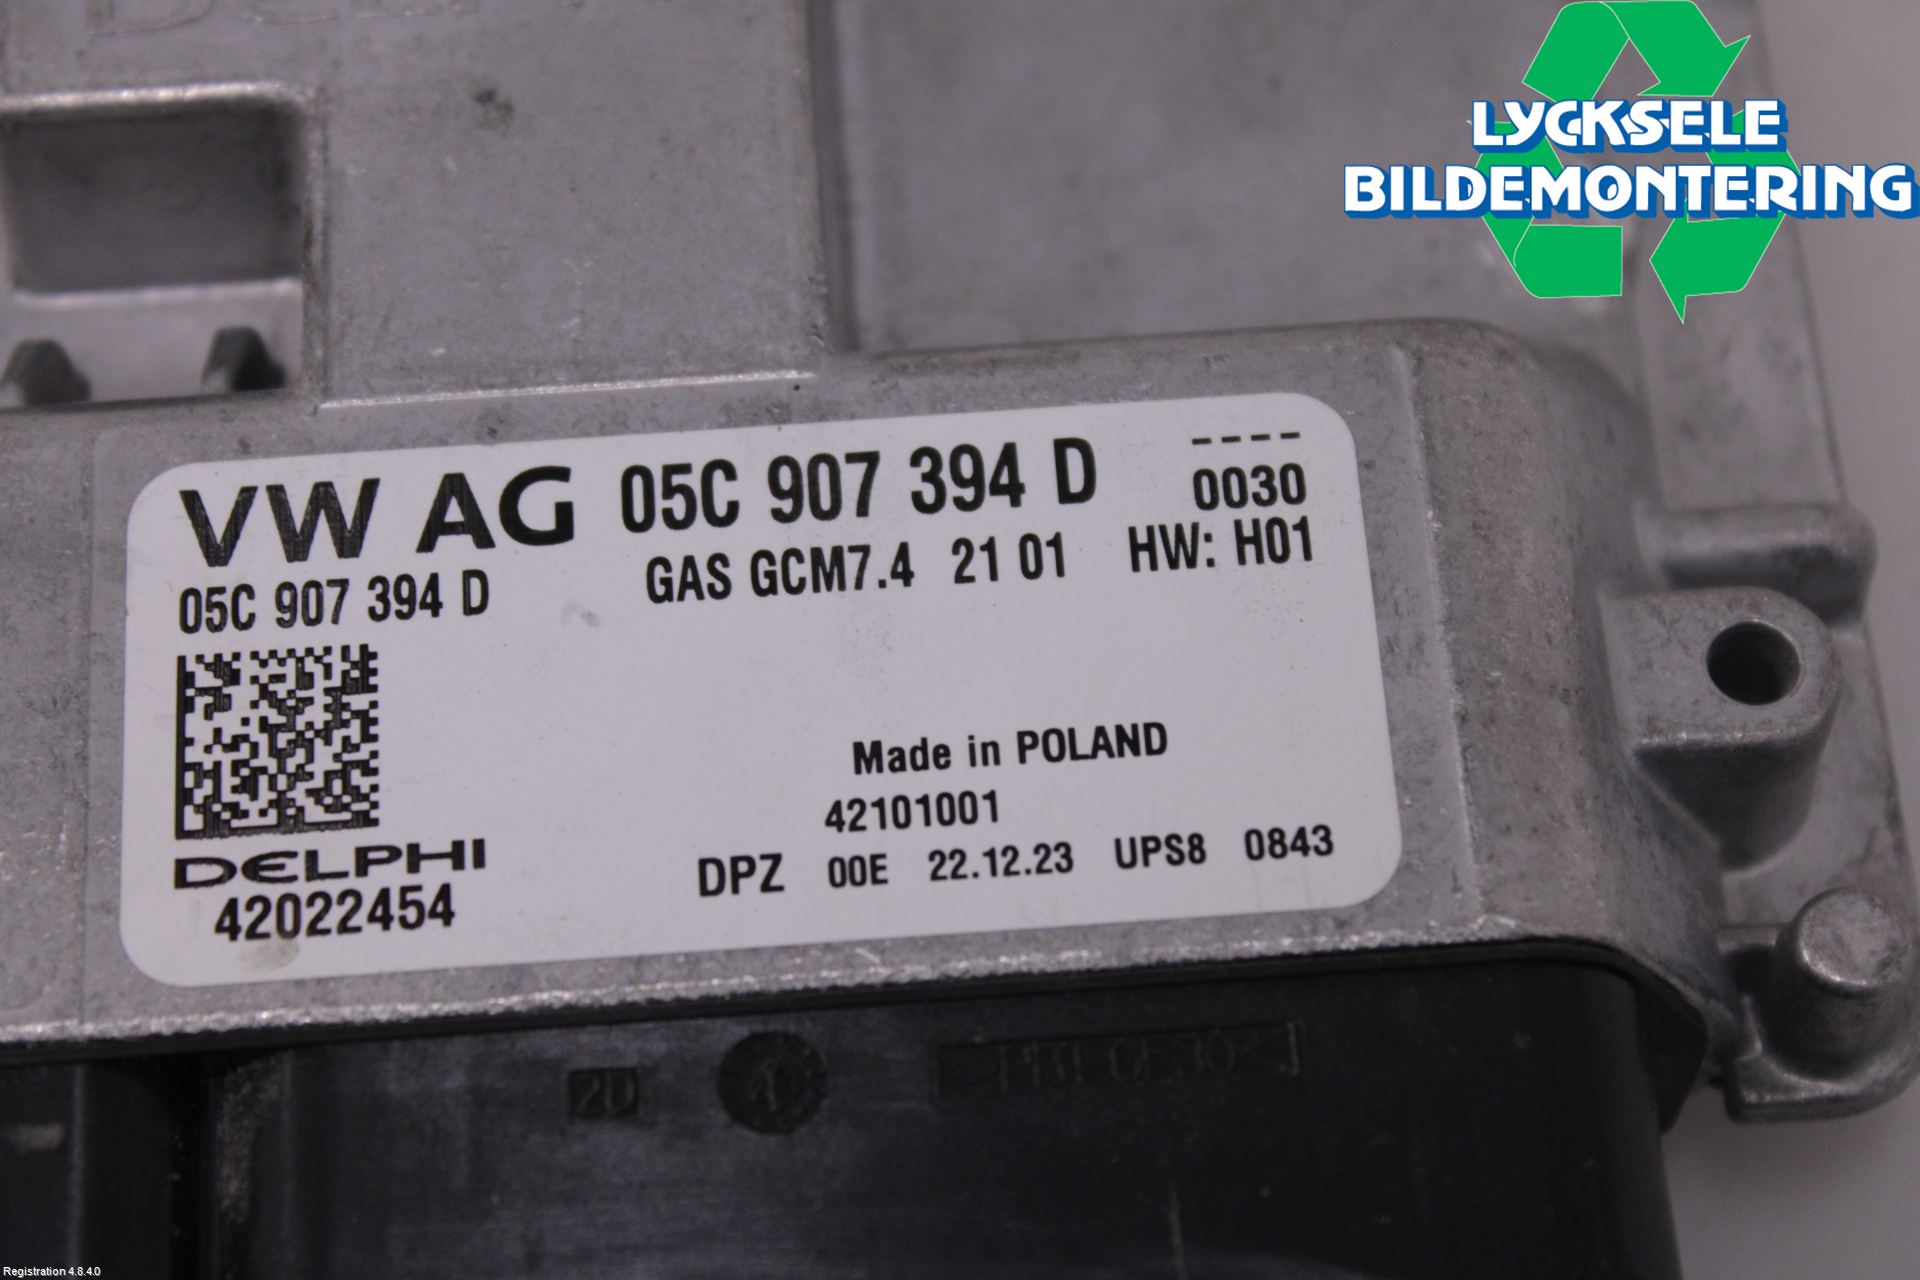 LYCKSELE
BILDEMONTERING
VW AG 05C 907 394 D ----
0030
05C 907 394 D GAS GCM7.4 21 01 HW: H01
Made in POLAND
42101001
DELPHI
42022454
DPZ 00E 22.12.23 UPS8 0843
2D
Registration 4.8.4.0